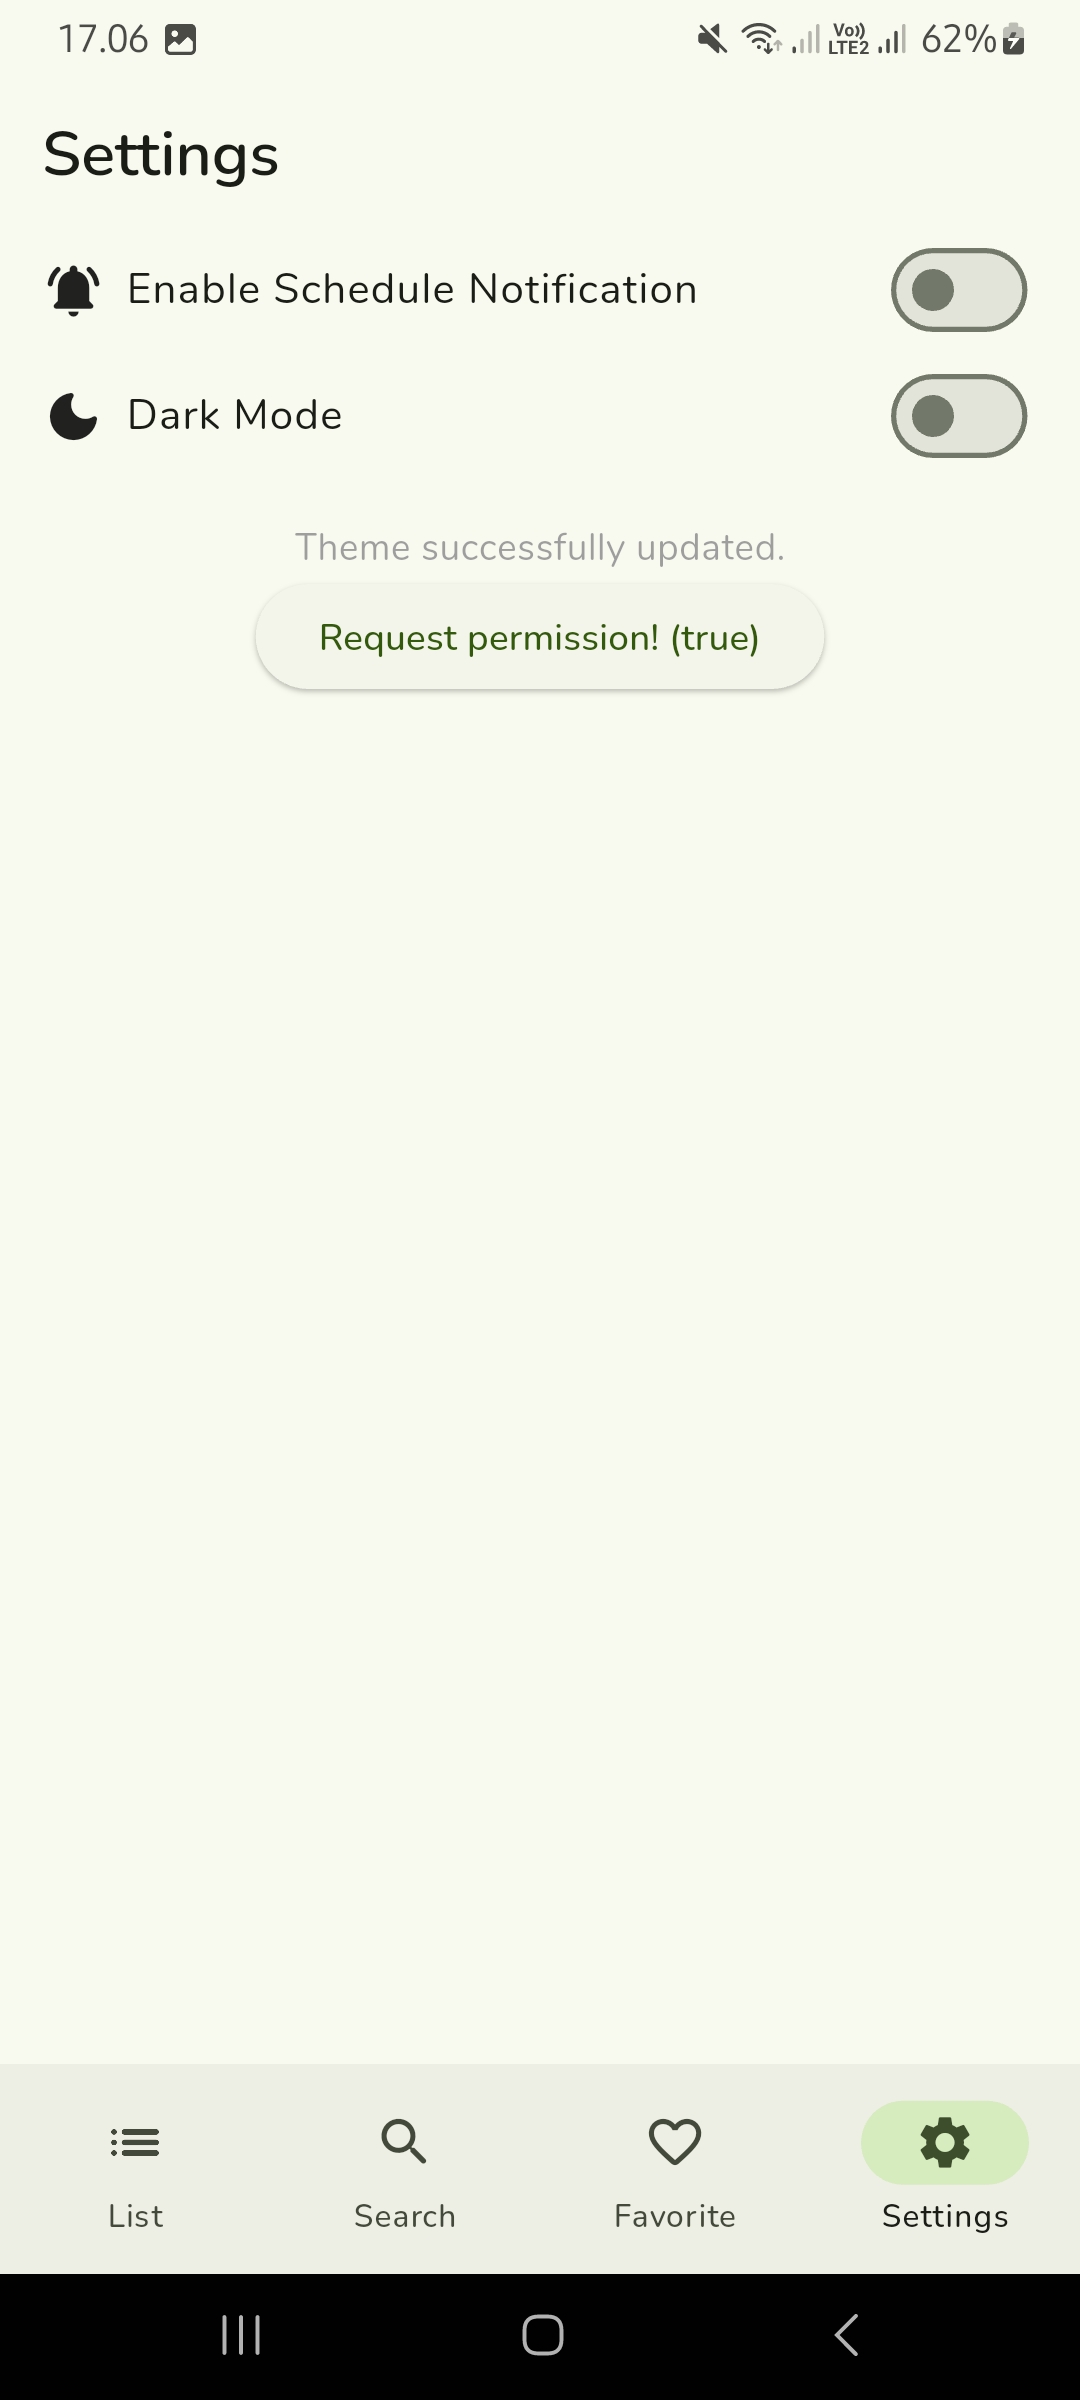 17.06 Vo)) LTE2 62%
Settings
Enable Schedule Notification
Dark Mode
Theme successfully updated.
Request permission! (true)
List Search Favorite Settings